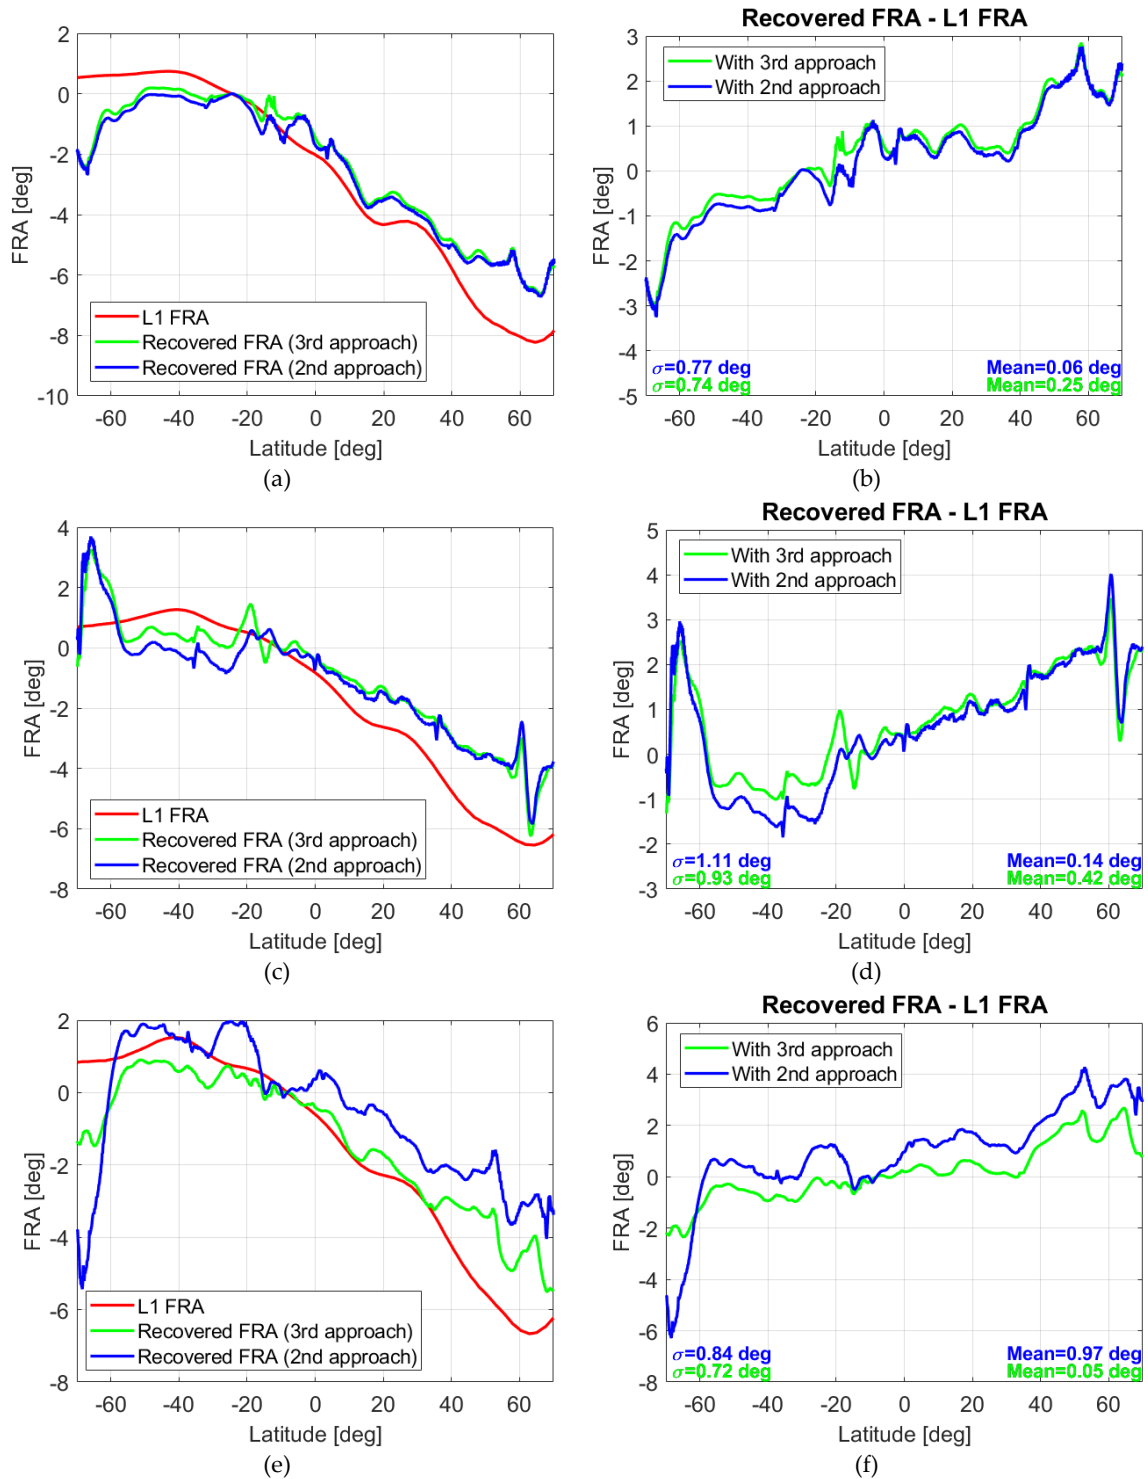 2
0
-2
-4
-6
-8
-10
FRA [deg]
L1 FRA
Recovered FRA (3rd approach)
Recovered FRA (2nd approach)
-60 -40 -20 0 20 40 60
Latitude [deg]
(a)
Recovered FRA - L1 FRA
3
2
1
0
-1
-2
-3
-4
-5
FRA [deg]
With 3rd approach
With 2nd approach
σ=0.77 deg Mean=0.06 deg
σ=0.74 deg Mean=0.25 deg
-60 -40 -20 0 20 40 60
Latitude [deg]
(b)
4
2
0
-2
-4
-6
-8
FRA [deg]
L1 FRA
Recovered FRA (3rd approach)
Recovered FRA (2nd approach)
-60 -40 -20 0 20 40 60
Latitude [deg]
(c)
Recovered FRA - L1 FRA
5
4
3
2
1
0
-1
-2
-3
FRA [deg]
With 3rd approach
With 2nd approach
σ=1.11 deg Mean=0.14 deg
σ=0.93 deg Mean=0.42 deg
-60 -40 -20 0 20 40 60
Latitude [deg]
(d)
2
0
-2
-4
-6
-8
FRA [deg]
L1 FRA
Recovered FRA (3rd approach)
Recovered FRA (2nd approach)
-60 -40 -20 0 20 40 60
Latitude [deg]
(e)
Recovered FRA - L1 FRA
6
4
2
0
-2
-4
-6
-8
FRA [deg]
With 3rd approach
With 2nd approach
σ=0.84 deg Mean=0.97 deg
σ=0.72 deg Mean=0.05 deg
-60 -40 -20 0 20 40 60
Latitude [deg]
(f)